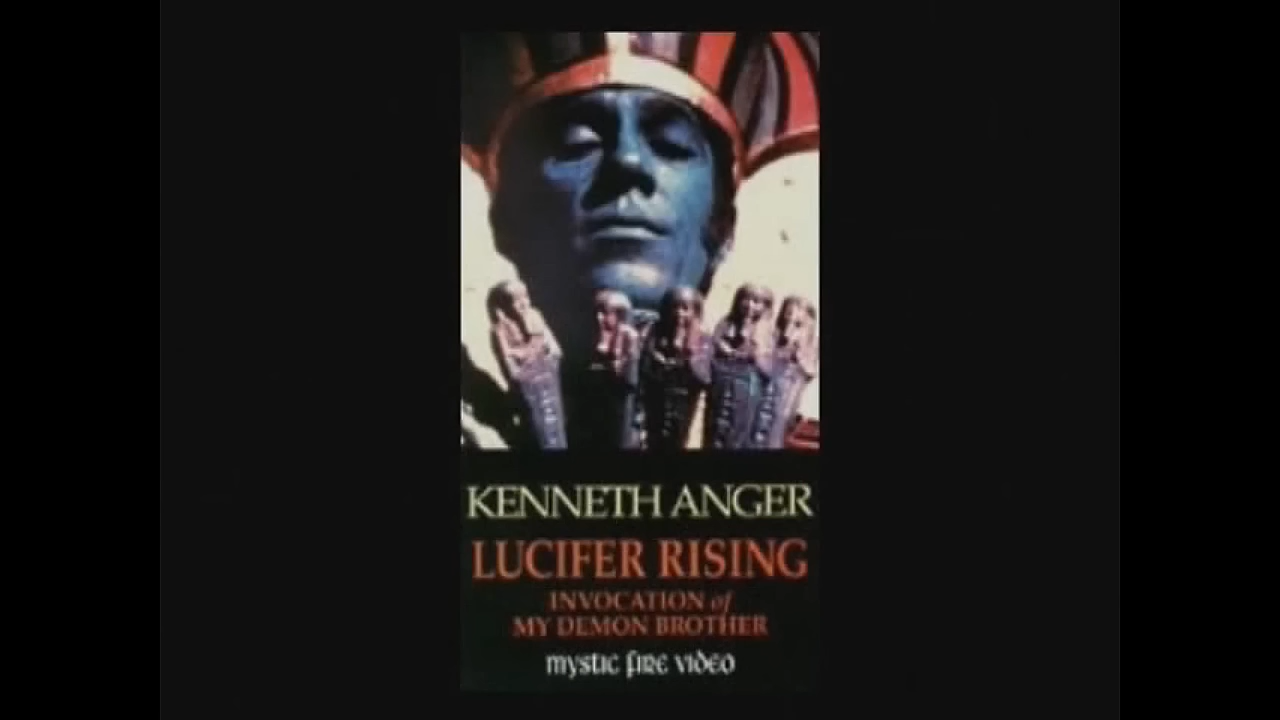 KENNETH ANGER
LUCIFER RISING
INVOCATION of
MY DEMON BROTHER
mystic fire video